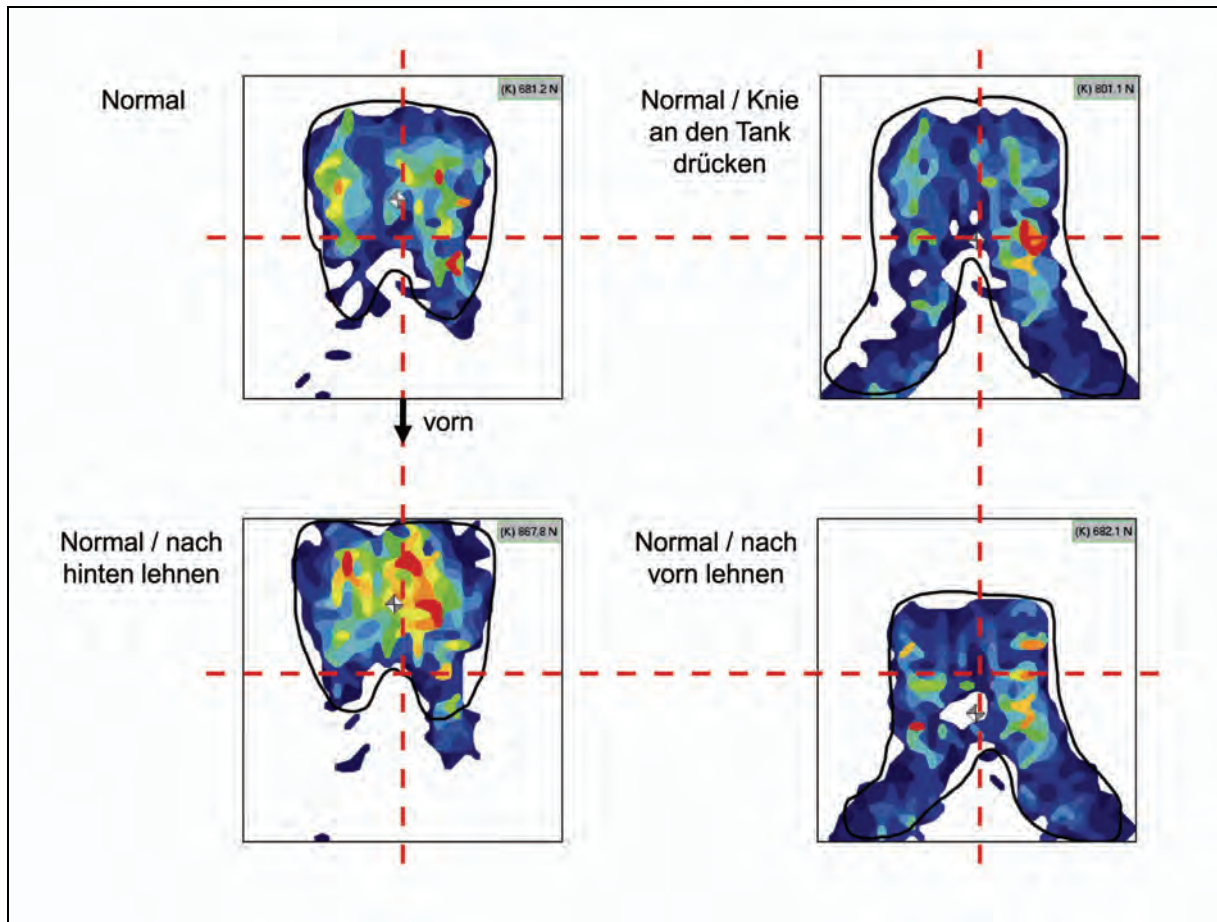 Normal
(K) 681.2 N
Normal / Knie
an den Tank
drücken
(K) 801.1 N
vorn
Normal / nach
hinten lehnen
(K) 867.8 N
Normal / nach
vorn lehnen
(K) 682.1 N